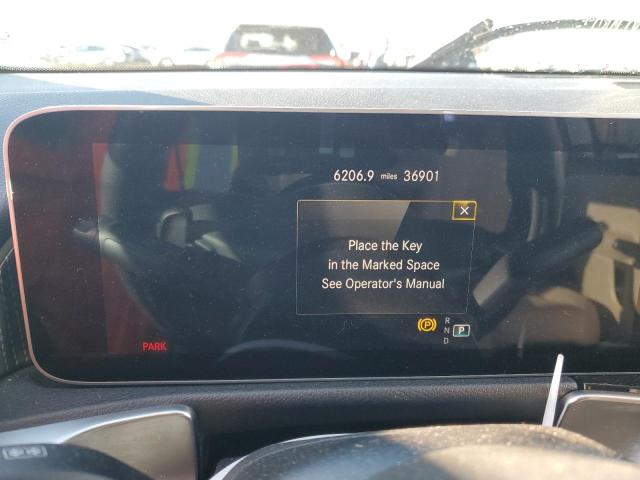 6206.9 miles 36901
Place the Key
in the Marked Space
See Operator's Manual
P
R
N P
D
PARK